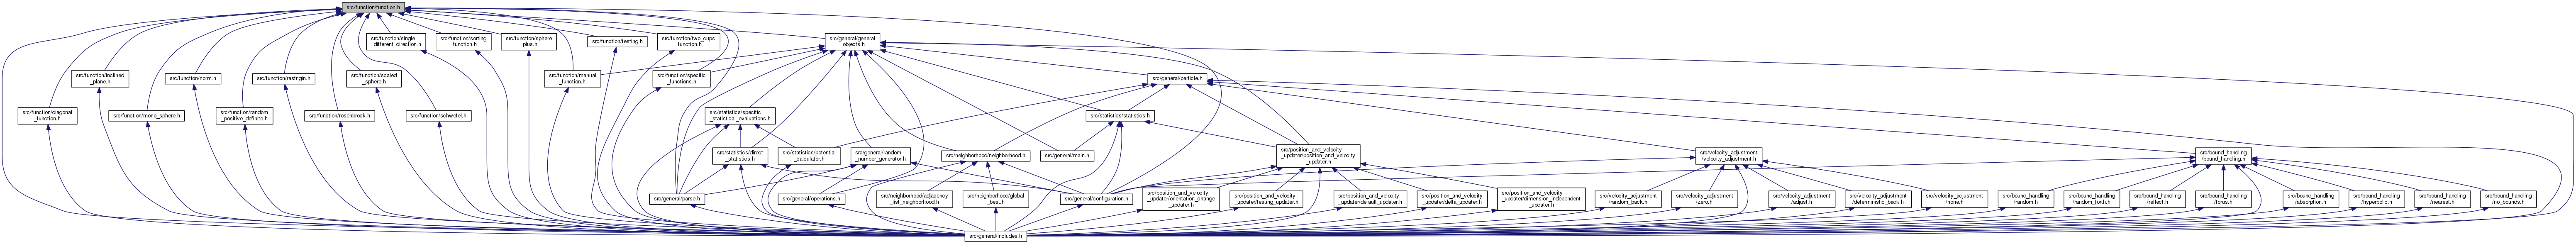 src/function/function.h
src/function/single
_different_direction.h
src/function/sorting
_function.h
src/function/sphere
_plus.h
src/function/testing.h
src/function/two_cups
_function.h
src/general/general
_objects.h
src/function/inclined
_plane.h
src/function/norm.h
src/function/rastrigin.h
src/function/scaled
_sphere.h
src/function/manual
_function.h
src/function/specific
_functions.h
src/general/particle.h
src/function/diagonal
_function.h
src/function/mono_sphere.h
src/function/random
_positive_definite.h
src/function/rosenbrock.h
src/function/schwefel.h
src/statistics/specific
_statistical_evaluations.h
src/statistics/statistics.h
src/statistics/direct
_statistics.h
src/statistics/potential
_calculator.h
src/general/random
_number_generator.h
src/neighborhood/neighborhood.h
src/general/main.h
src/position_and_velocity
_updater/position_and_velocity
_updater.h
src/velocity_adjustment
/velocity_adjustment.h
src/bound_handling
/bound_handling.h
src/general/parse.h
src/general/operations.h
src/neighborhood/adjacency
_list_neighborhood.h
src/neighborhood/global
_best.h
src/general/configuration.h
src/position_and_velocity
_updater/orientation_change
_updater.h
src/position_and_velocity
_updater/testing_updater.h
src/position_and_velocity
_updater/default_updater.h
src/position_and_velocity
_updater/delta_updater.h
src/position_and_velocity
_updater/dimension_independent
_updater.h
src/velocity_adjustment
/random_back.h
src/velocity_adjustment
/zero.h
src/velocity_adjustment
/adjust.h
src/velocity_adjustment
/deterministic_back.h
src/velocity_adjustment
/none.h
src/bound_handling
/random.h
src/bound_handling
/random_forth.h
src/bound_handling
/reflect.h
src/bound_handling
/torus.h
src/bound_handling
/absorption.h
src/bound_handling
/hyperbolic.h
src/bound_handling
/nearest.h
src/bound_handling
/no_bounds.h
src/general/includes.h